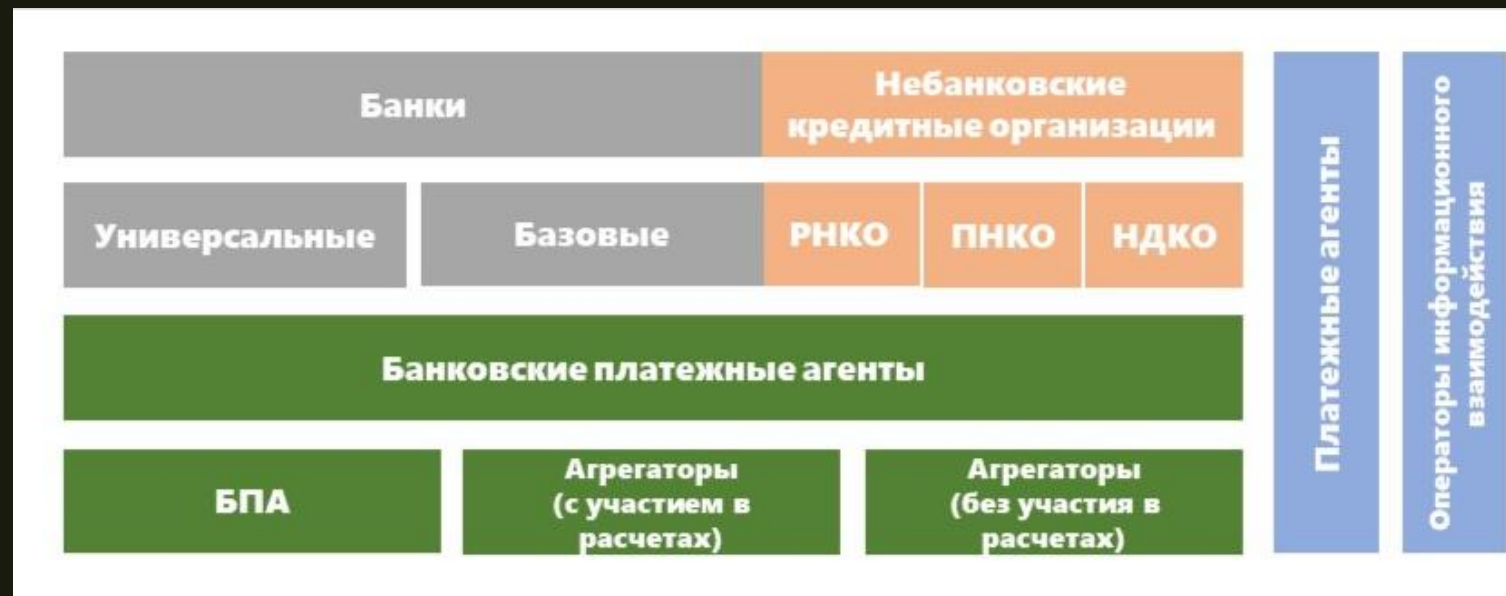 Банки
Небанковские
кредитные организации
Универсальные
Базовые
РНКО
ПНКО
НДКО
Банковские платежные агенты
БПА
Агрегаторы
(с участием в
расчетах)
Агрегаторы
(без участия в
расчетах)
Платежные агенты
Операторы информационного
взаимодействия